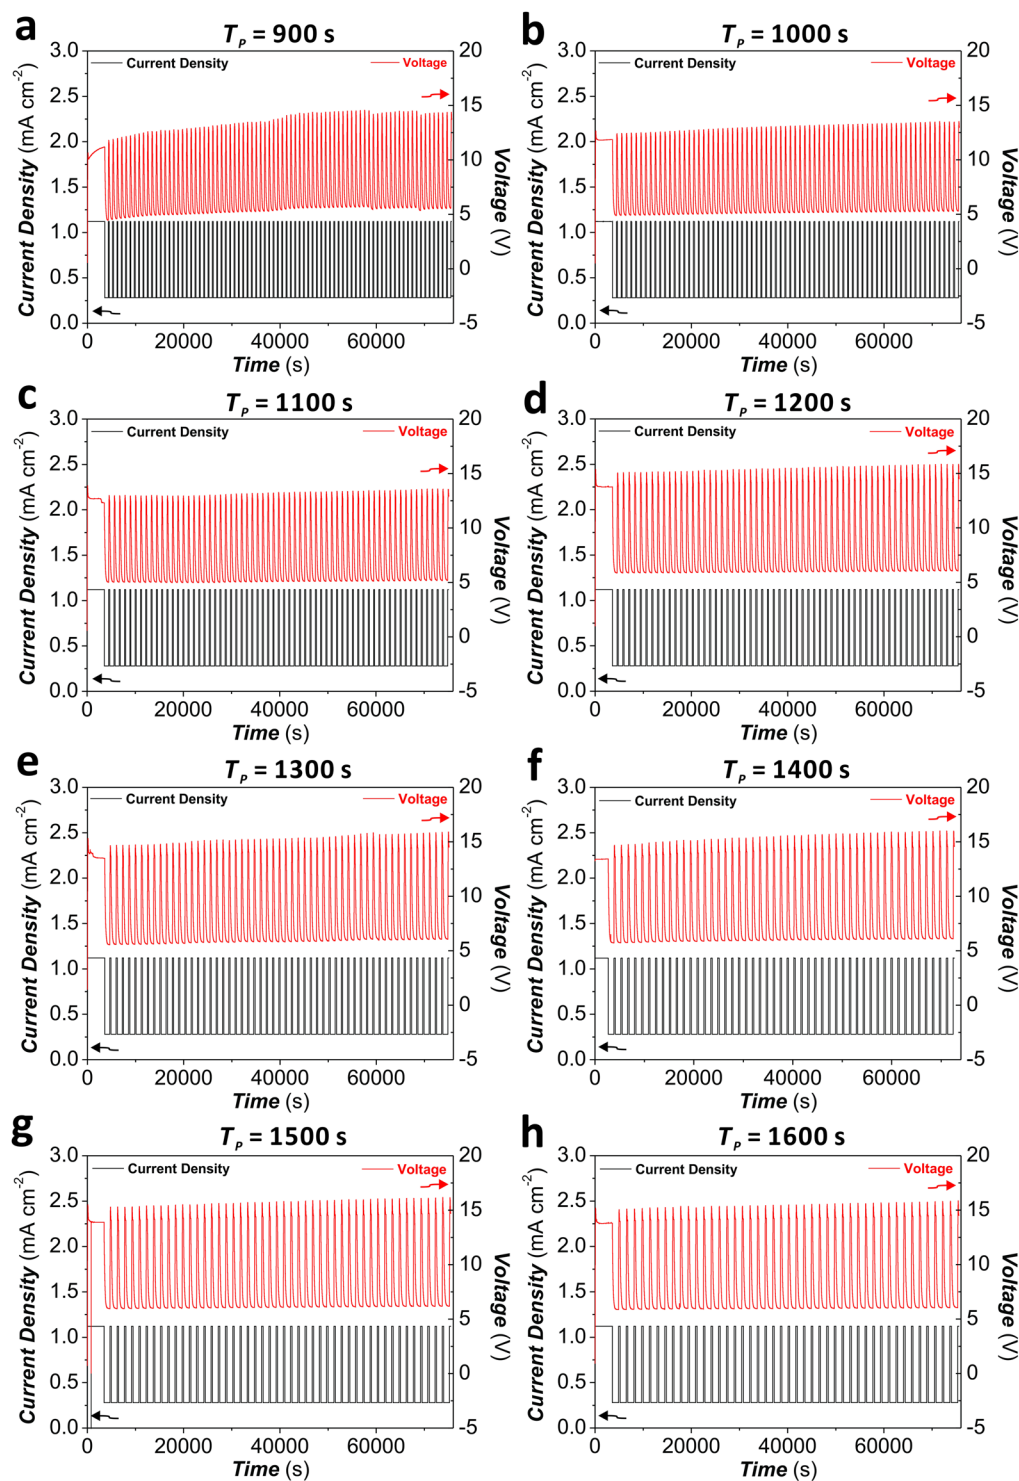 a
T_P = 900 s
Current Density
Voltage
Current Density (mA cm-2)
3.0
2.5
2.0
1.5
1.0
0.5
0.0
20
15
10
5
0
-5
Voltage (V)
0 20000 40000 60000
Time (s)
b
T_P = 1000 s
Current Density
Voltage
Current Density (mA cm-2)
3.0
2.5
2.0
1.5
1.0
0.5
0.0
20
15
10
5
0
-5
Voltage (V)
0 20000 40000 60000
Time (s)
c
T_P = 1100 s
Current Density
Voltage
Current Density (mA cm-2)
3.0
2.5
2.0
1.5
1.0
0.5
0.0
20
15
10
5
0
-5
Voltage (V)
0 20000 40000 60000
Time (s)
d
T_P = 1200 s
Current Density
Voltage
Current Density (mA cm-2)
3.0
2.5
2.0
1.5
1.0
0.5
0.0
20
15
10
5
0
-5
Voltage (V)
0 20000 40000 60000
Time (s)
e
T_P = 1300 s
Current Density
Voltage
Current Density (mA cm-2)
3.0
2.5
2.0
1.5
1.0
0.5
0.0
20
15
10
5
0
-5
Voltage (V)
0 20000 40000 60000
Time (s)
f
T_P = 1400 s
Current Density
Voltage
Current Density (mA cm-2)
3.0
2.5
2.0
1.5
1.0
0.5
0.0
20
15
10
5
0
-5
Voltage (V)
0 20000 40000 60000
Time (s)
g
T_P = 1500 s
Current Density
Voltage
Current Density (mA cm-2)
3.0
2.5
2.0
1.5
1.0
0.5
0.0
20
15
10
5
0
-5
Voltage (V)
0 20000 40000 60000
Time (s)
h
T_P = 1600 s
Current Density
Voltage
Current Density (mA cm-2)
3.0
2.5
2.0
1.5
1.0
0.5
0.0
20
15
10
5
0
-5
Voltage (V)
0 20000 40000 60000
Time (s)